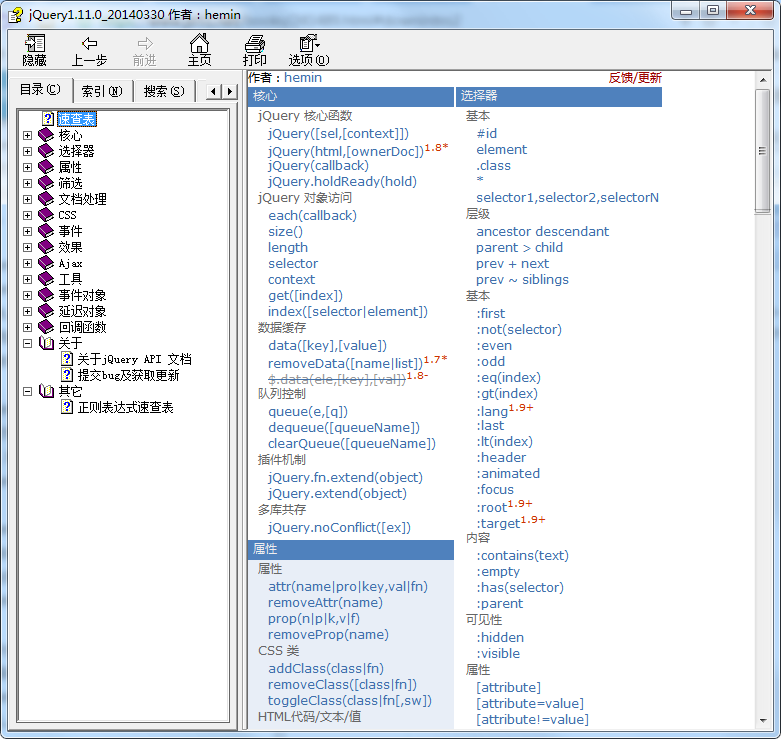 jQuery1.11.0_20140330 作者：hemin
隐藏 上一步 前进 主页 打印 选项(O)
目录(C) 索引(N) 搜索(S)
速查表
核心
选择器
属性
筛选
文档处理
CSS
事件
效果
Ajax
工具
事件对象
延迟对象
回调函数
关于
关于jQuery API 文档
提交bug及获取更新
其它
正则表达式速查表
作者：hemin
反馈/更新
核心
jQuery 核心函数
jQuery([sel,[context]])
jQuery(html,[ownerDoc])1.8*
jQuery(callback)
jQuery.holdReady(hold)
jQuery 对象访问
each(callback)
size()
length
selector
context
get([index])
index([selector|element])
数据缓存
data([key],[value])
removeData([name|list])1.7*
$.data(ele,[key],[val])1.8-
队列控制
queue(e,[q])
dequeue([queueName])
clearQueue([queueName])
插件机制
jQuery.fn.extend(object)
jQuery.extend(object)
多库共存
jQuery.noConflict([ex])
属性
属性
attr(name|pro|key,val|fn)
removeAttr(name)
prop(n|p|k,v|f)
removeProp(name)
CSS 类
addClass(class|fn)
removeClass([class|fn])
toggleClass(class|fn[,sw])
HTML代码/文本/值
选择器
基本
#id
element
.class
*
selector1,selector2,selectorN
层级
ancestor descendant
parent > child
prev + next
prev ~ siblings
基本
:first
:not(selector)
:even
:odd
:eq(index)
:gt(index)
:lang1.9+
:last
:lt(index)
:header
:animated
:focus
:root1.9+
:target1.9+
内容
:contains(text)
:empty
:has(selector)
:parent
可见性
:hidden
:visible
属性
[attribute]
[attribute=value]
[attribute!=value]